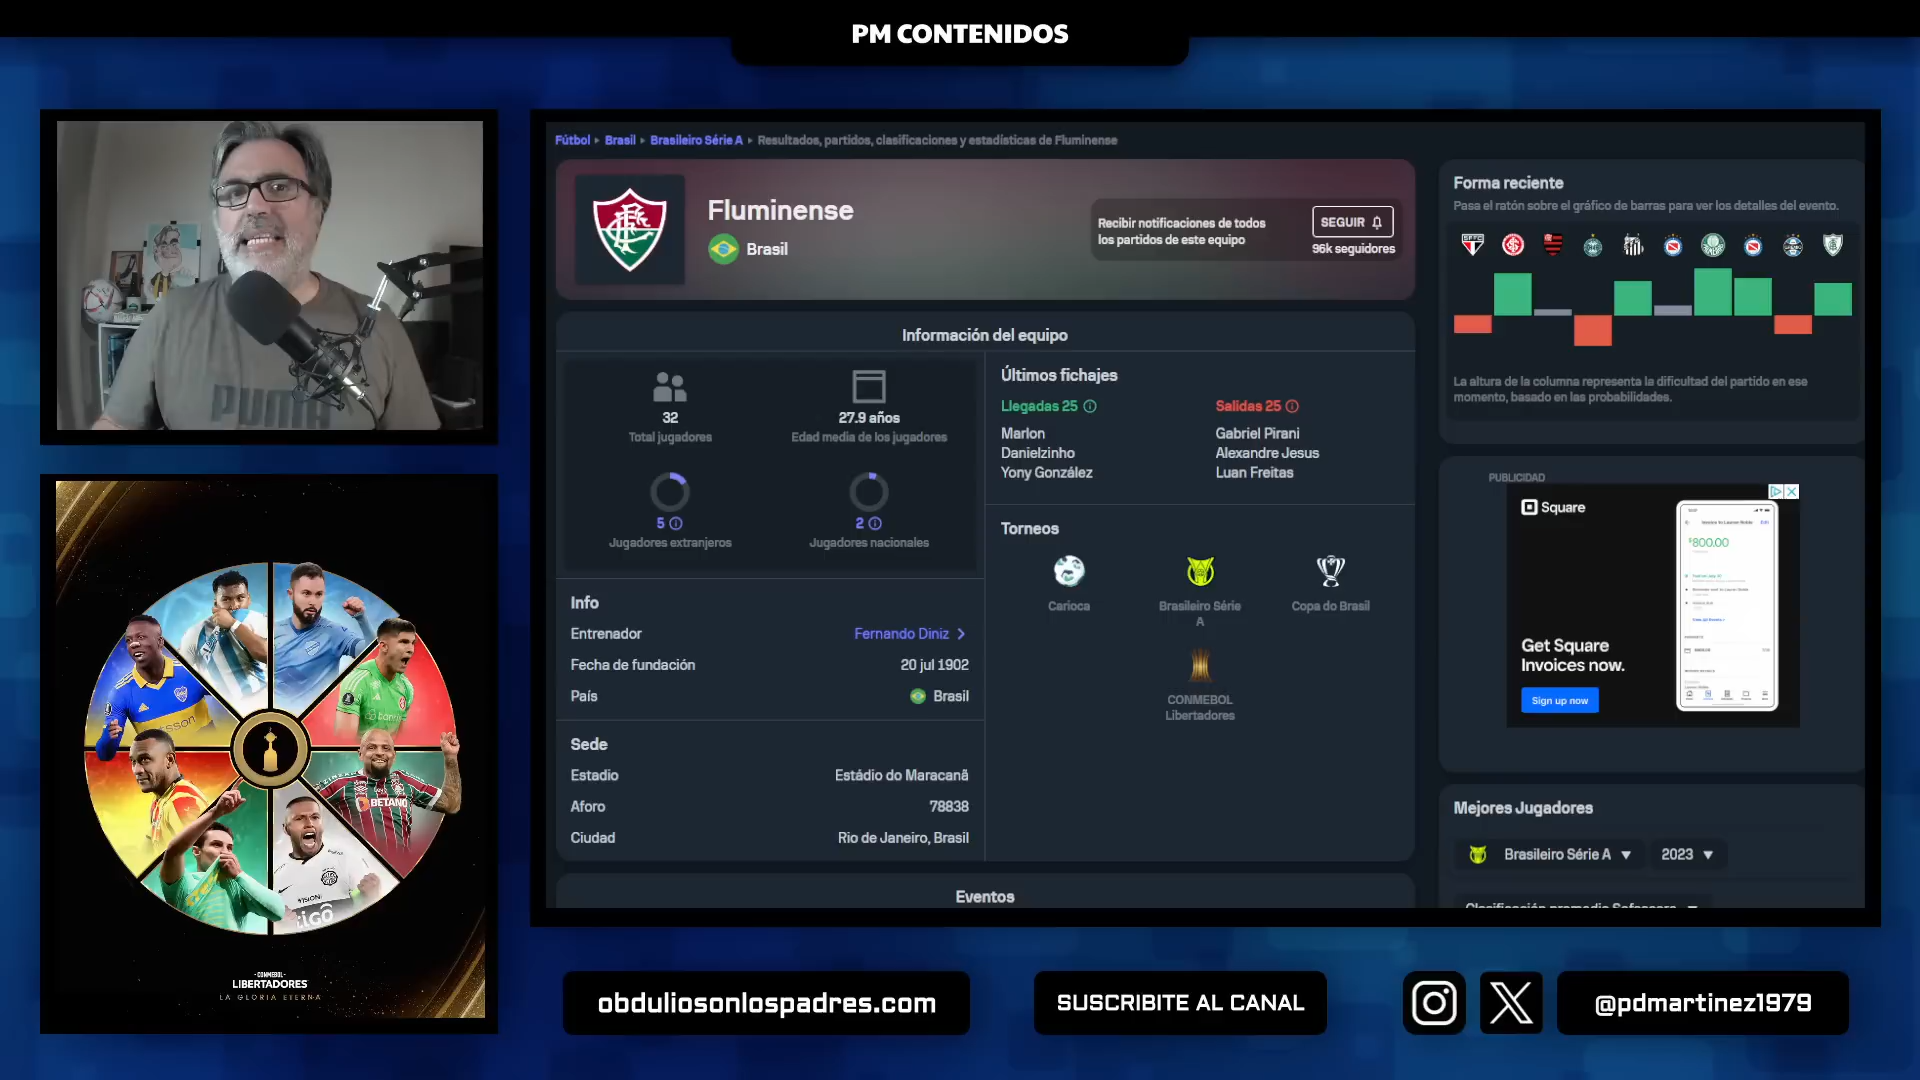 PM CONTENIDOS
PUMA
Fútbol ▸ Brasil ▸ Brasileiro Série A ▸ Resultados, partidos, clasificaciones y estadísticas de Fluminense
Fluminense
Brasil
Recibir notificaciones de todos
los partidos de este equipo
SEGUIR
96k seguidores
Información del equipo
32
Total jugadores
27.9 años
Edad media de los jugadores
5
Jugadores extranjeros
2
Jugadores nacionales
Últimos fichajes
Llegadas 25
Salidas 25
Marlon
Gabriel Pirani
Danielzinho
Alexandre Jesus
Yony González
Luan Freitas
Torneos
Carioca
Brasileiro Série
A
Copa do Brasil
CONMEBOL
Libertadores
Info
Entrenador
Fernando Diniz
Fecha de fundación
20 jul 1902
País
Brasil
Sede
Estadio
Estádio do Maracanã
Aforo
78838
Ciudad
Rio de Janeiro, Brasil
Eventos
Forma reciente
Pasa el ratón sobre el gráfico de barras para ver los detalles del evento.
La altura de la columna representa la dificultad del partido en ese
momento, basado en las probabilidades.
PUBLICIDAD
Square
$800.00
Get Square
Invoices now.
Sign up now
Mejores Jugadores
Brasileiro Série A
2023
Clasificación promedio Sofascore
BETANO
TIGO
CONMEBOL
LIBERTADORES
LA GLORIA ETERNA
obduliosonlospadres.com
SUSCRIBITE AL CANAL
@pdmartinez1979